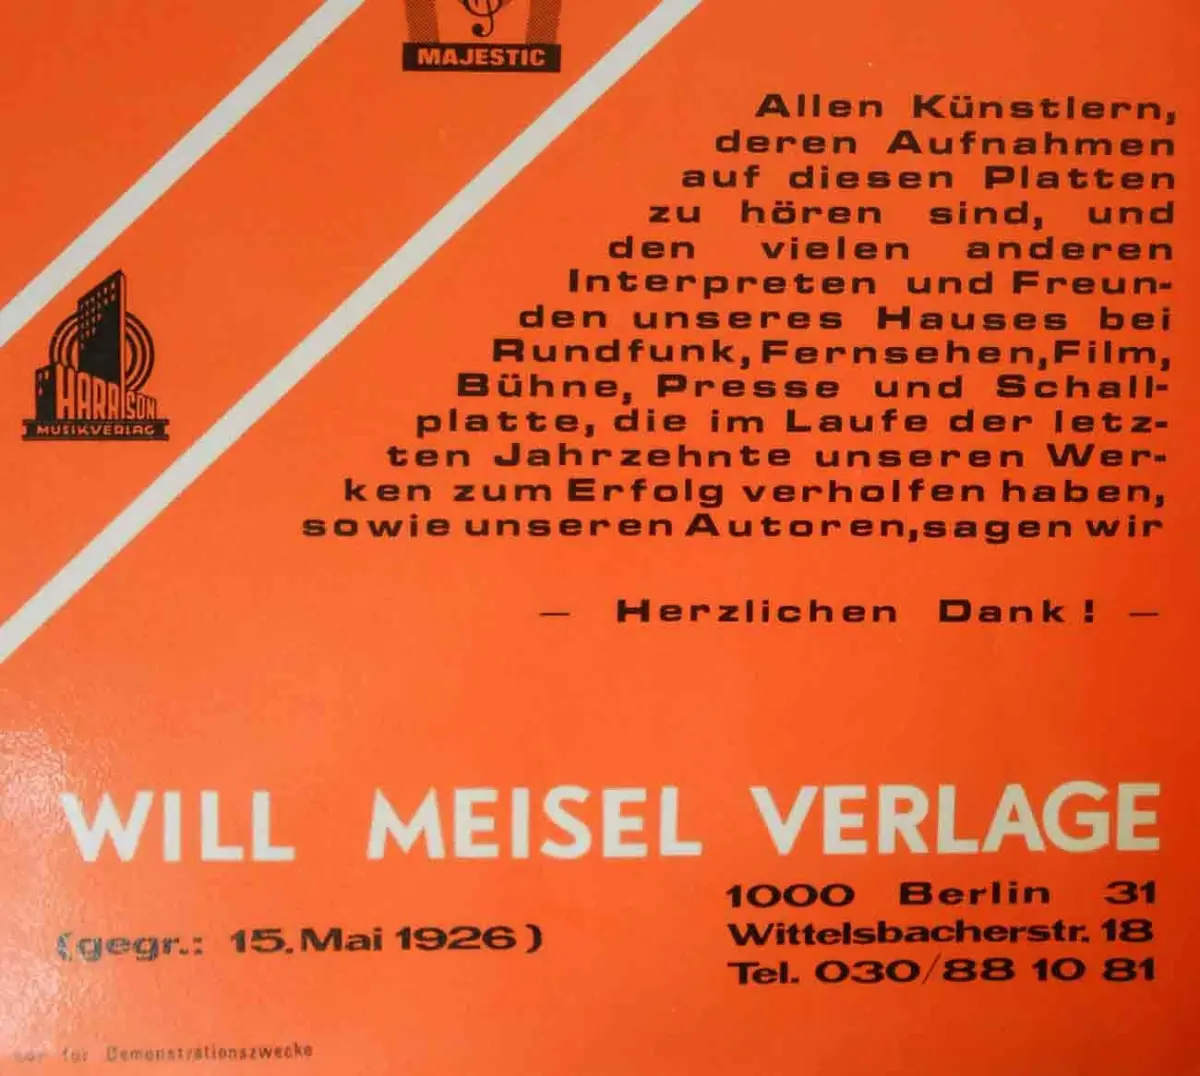 MAJESTIC
Allen Künstlern,
deren Aufnahmen
auf diesen Platten
zu hören sind, und
den vielen anderen
Interpreten und Freun-
den unseres Hauses bei
Rundfunk, Fernsehen, Film,
Bühne, Presse und Schall-
platte, die im Laufe der letz-
ten Jahrzehnte unseren Wer-
ken zum Erfolg verholfen haben,
sowie unseren Autoren, sagen wir
HARRISON
MUSIKVERLAG
— Herzlichen Dank! —
WILL MEISEL VERLAGE
1000 Berlin 31
(gegr.: 15. Mai 1926)
Wittelsbacherstr. 18
Tel. 030/88 10 81
für Demonstrationszwecke